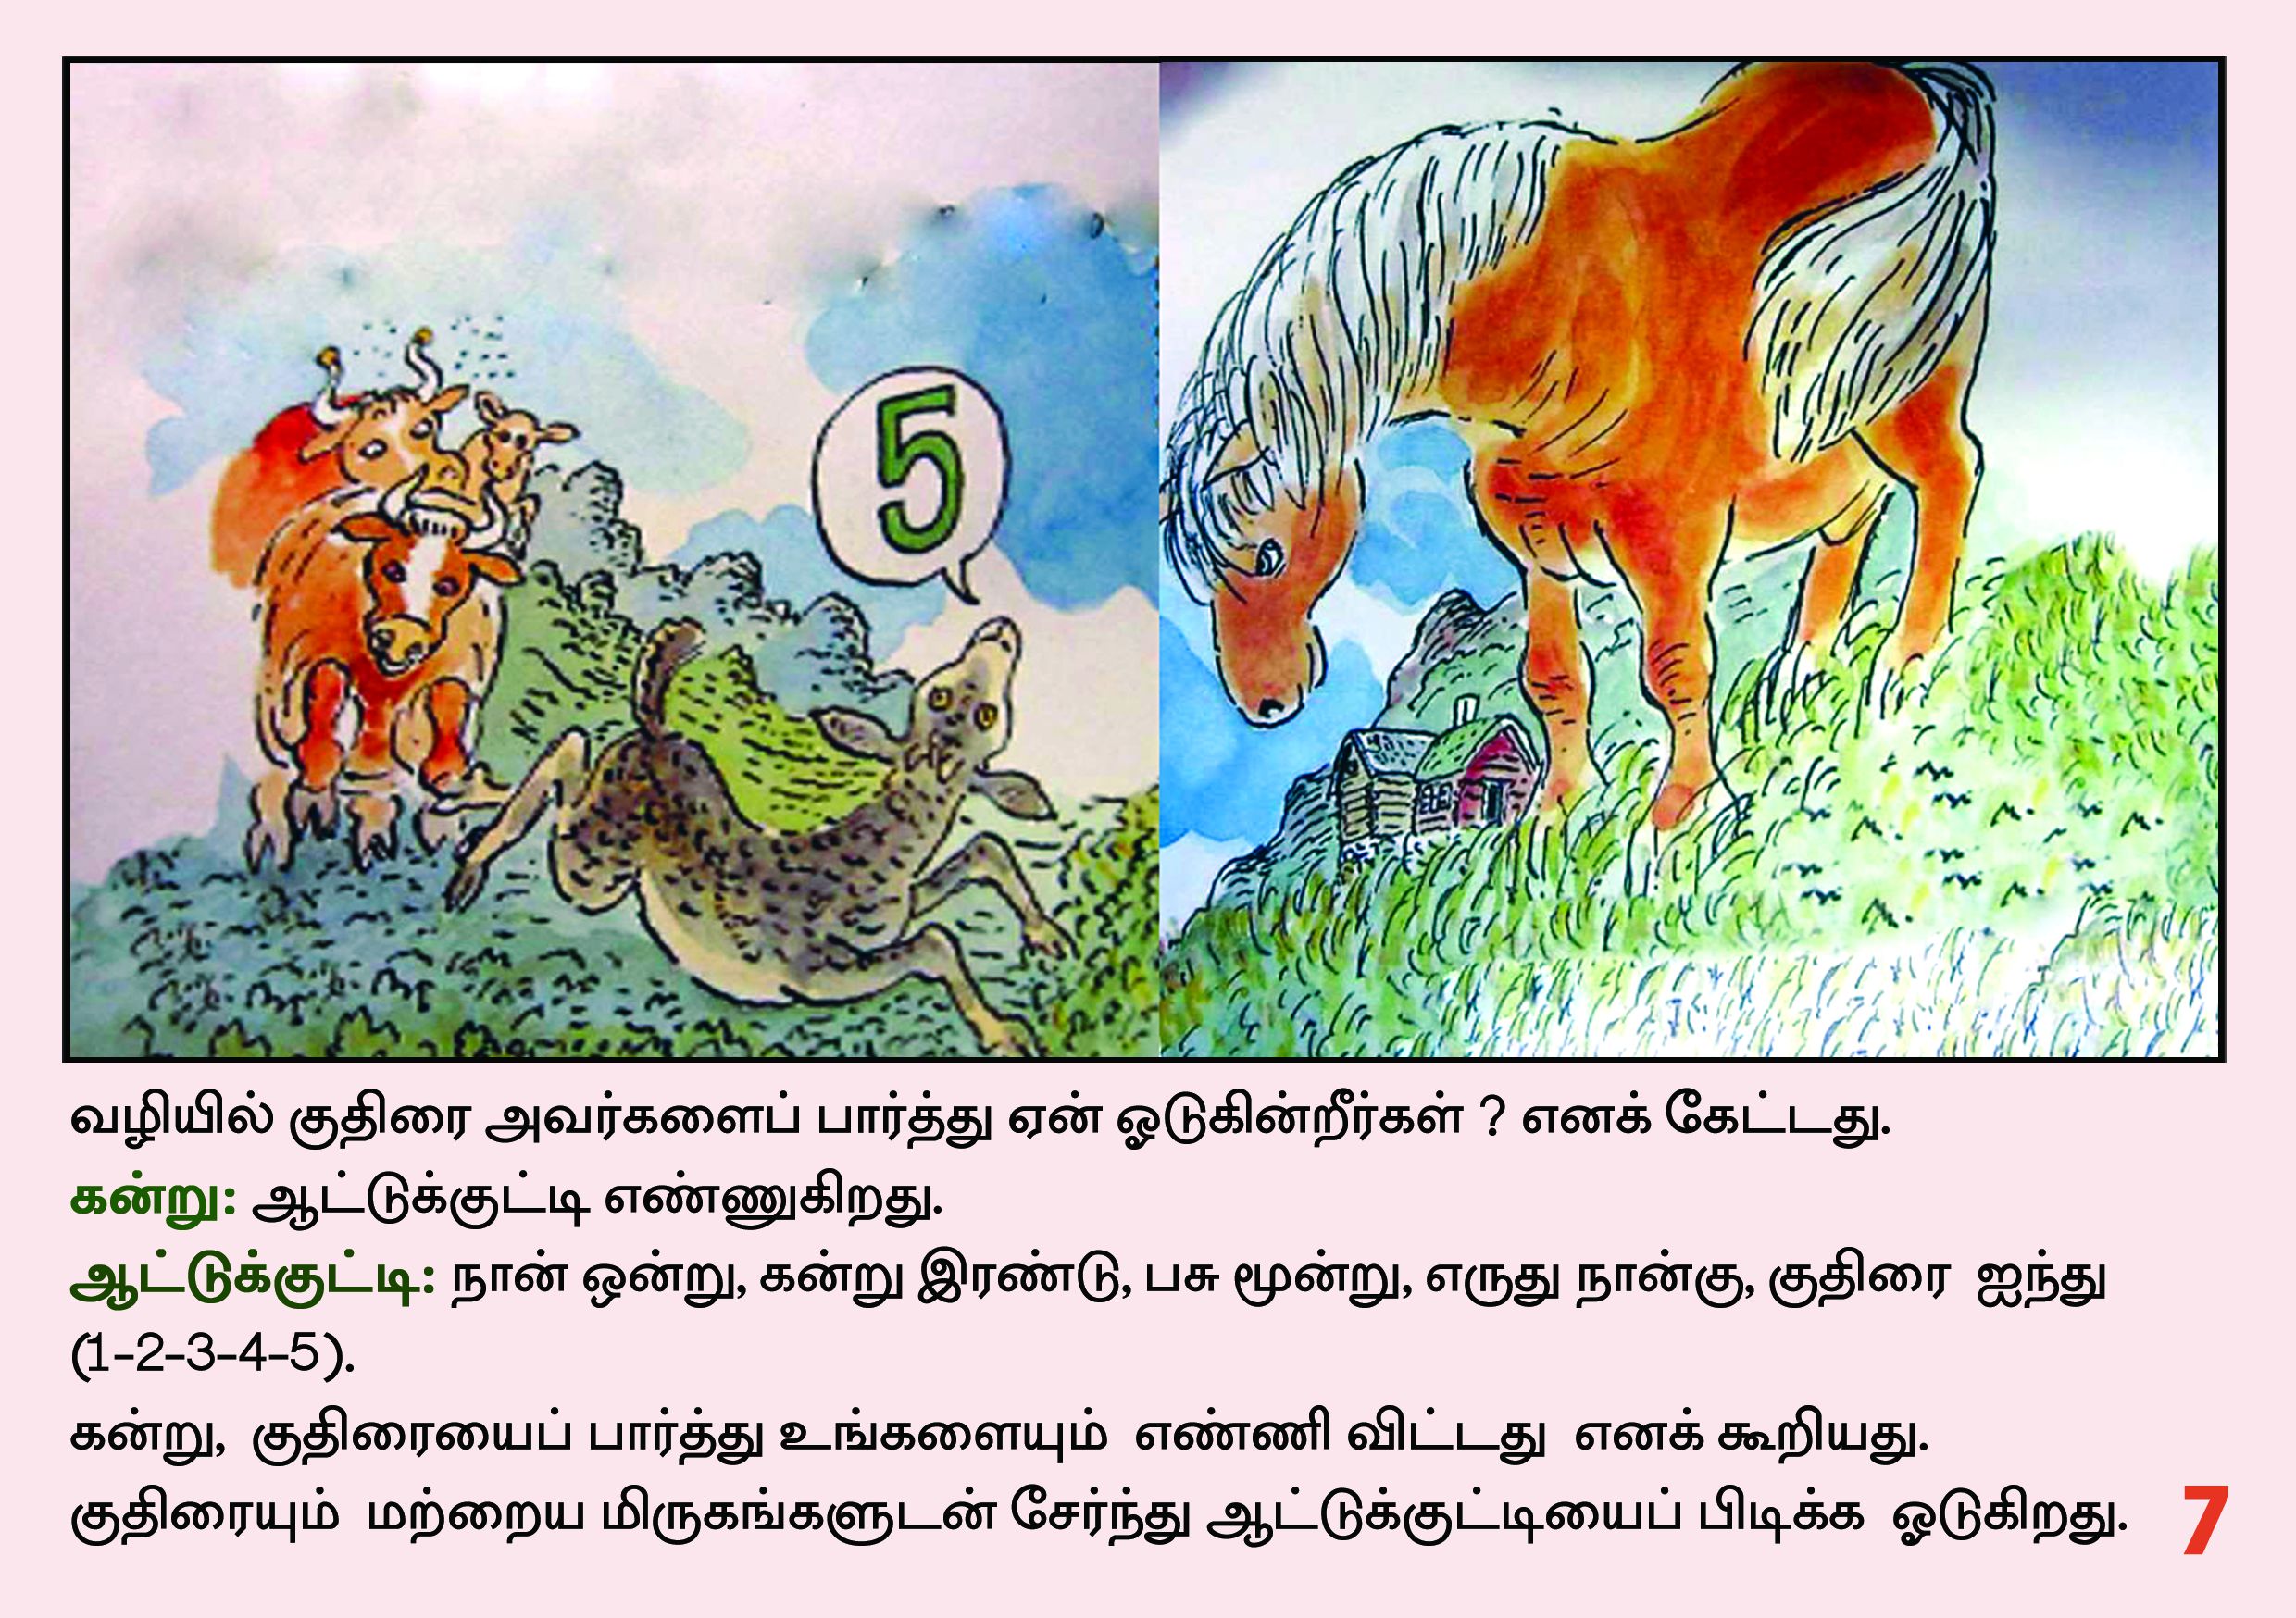 5
வழியில் குதிரை அவர்களைப் பார்த்து ஏன் ஓடுகின்றீர்கள் ? எனக் கேட்டது.
கன்று: ஆட்டுக்குட்டி எண்ணுகிறது.
ஆட்டுக்குட்டி: நான் ஒன்று, கன்று இரண்டு, பசு மூன்று, எருது நான்கு, குதிரை ஐந்து
(1-2-3-4-5).
கன்று, குதிரையைப் பார்த்து உங்களையும் எண்ணி விட்டது எனக் கூறியது.
குதிரையும் மற்றைய மிருகங்களுடன் சேர்ந்து ஆட்டுக்குட்டியைப் பிடிக்க ஓடுகிறது.
7